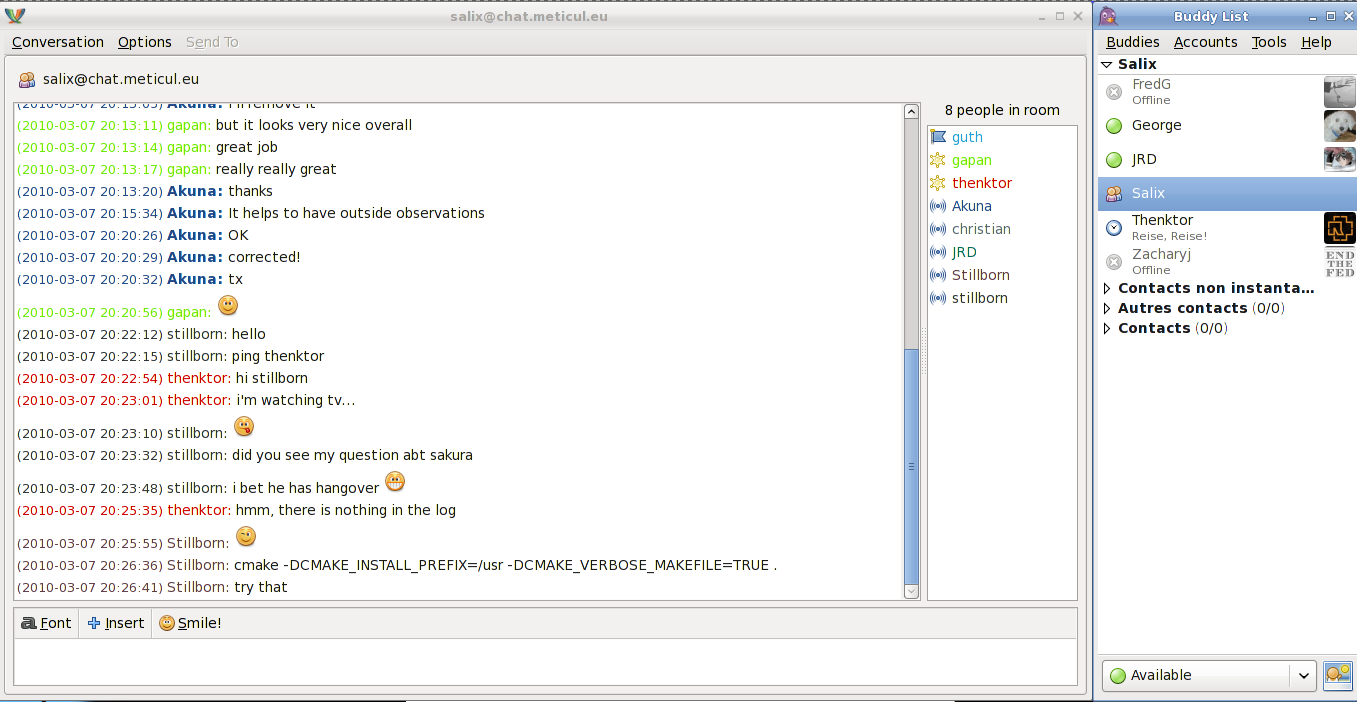 salix@chat.meticul.eu
Conversation Options Send To
salix@chat.meticul.eu
(2010-03-07 20:13:05) Akuna: I'll remove it
(2010-03-07 20:13:11) gapan: but it looks very nice overall
(2010-03-07 20:13:14) gapan: great job
(2010-03-07 20:13:17) gapan: really really great
(2010-03-07 20:13:20) Akuna: thanks
(2010-03-07 20:15:34) Akuna: It helps to have outside observations
(2010-03-07 20:20:26) Akuna: OK
(2010-03-07 20:20:29) Akuna: corrected!
(2010-03-07 20:20:32) Akuna: tx
(2010-03-07 20:20:56) gapan:
(2010-03-07 20:22:12) stillborn: hello
(2010-03-07 20:22:15) stillborn: ping thenktor
(2010-03-07 20:22:54) thenktor: hi stillborn
(2010-03-07 20:23:01) thenktor: i'm watching tv...
(2010-03-07 20:23:10) stillborn:
(2010-03-07 20:23:32) stillborn: did you see my question abt sakura
(2010-03-07 20:23:48) stillborn: i bet he has hangover
(2010-03-07 20:25:35) thenktor: hmm, there is nothing in the log
(2010-03-07 20:25:55) Stillborn:
(2010-03-07 20:26:36) Stillborn: cmake -DCMAKE_INSTALL_PREFIX=/usr -DCMAKE_VERBOSE_MAKEFILE=TRUE .
(2010-03-07 20:26:41) Stillborn: try that
8 people in room
guth
gapan
thenktor
Akuna
christian
JRD
Stillborn
stillborn
Font Insert Smile!
Buddy List
Buddies Accounts Tools Help
Salix
FredG
Offline
George
JRD
Salix
Thenktor
Reise, Reise!
Zacharyj
Offline
END
THE
FED
Contacts non instanta...
Autres contacts (0/0)
Contacts (0/0)
Available